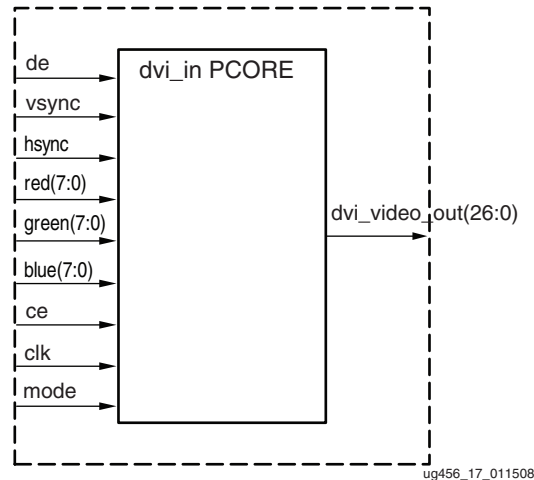 dvi_in PCORE
de
vsync
hsync
red(7:0)
green(7:0)
blue(7:0)
ce
clk
mode
dvi_video_out(26:0)
ug456_17_011508